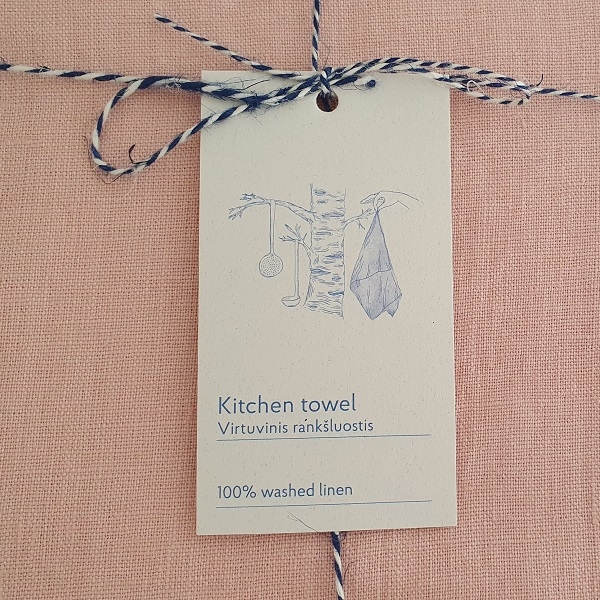 Kitchen towel
Virtuvinis rankšluostis
100% washed linen